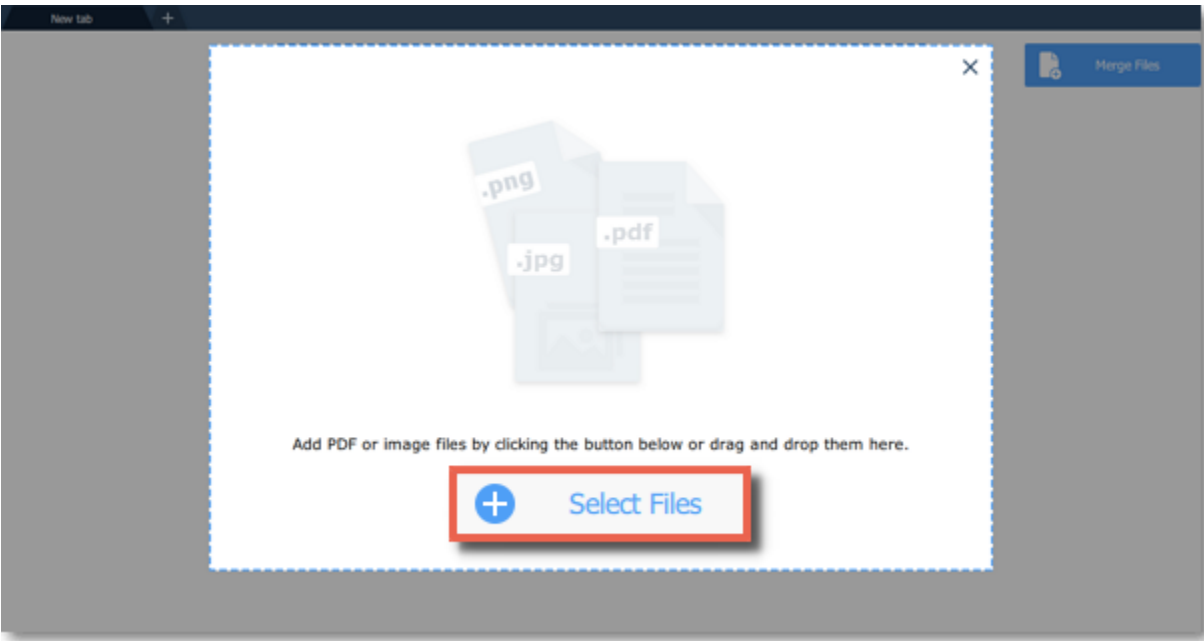 New tab
Merge Files
.png
.pdf
.jpg
Add PDF or image files by clicking the button below or drag and drop them here.
Select Files